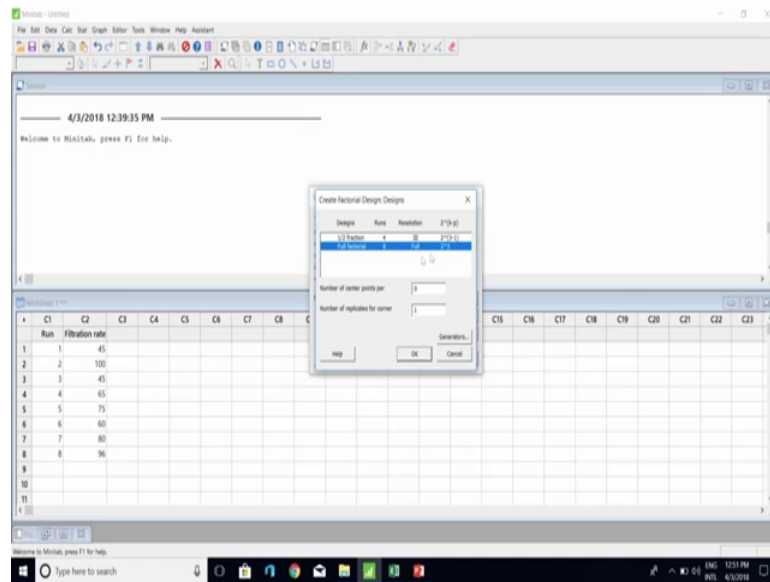 Minitab - Untitled
File Edit Data Calc Stat Graph Editor Tools Window Help Assistant
Session
4/3/2018 12:39:35 PM
Welcome to Minitab, press F1 for help.
Create Factorial Design: Designs
Designs Runs Resolution 2^(k-p)
1/2 fraction 4 III 2^(3-1)
Full factorial 8 Full 2^3
Number of center points per 0
Number of replicates for corner 1
Generators...
Help OK Cancel
Worksheet 1 ***
C1 C2 C3 C4 C5 C6 C7 C8 C15 C16 C17 C18 C19 C20 C21 C22 C23
Run Filtration rate
1 1 45
2 2 100
3 3 45
4 4 65
5 5 75
6 6 60
7 7 80
8 8 96
9
10
11
Welcome to Minitab, press F1 for help.
Type here to search
ENG 12:51 PM
INTL 4/3/2018